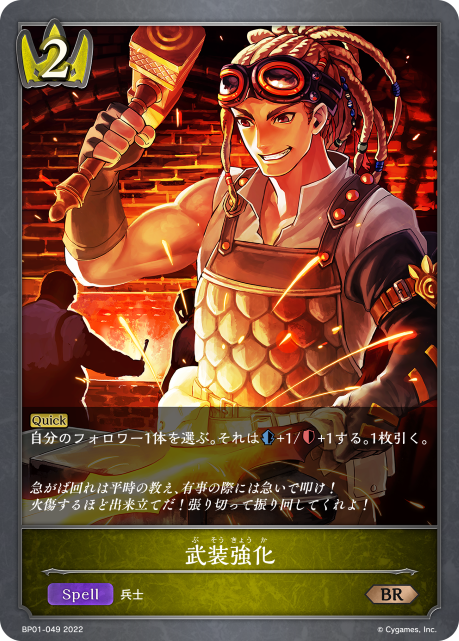 2
Quick
自分のフォロワー1体を選ぶ。それは+1/+1する。1枚引く。
急がば回れは平時の教え、有事の際には急いで叩け!
火傷するほど出来立てだ!張り切って振り回してくれよ!
ぶそうきょうか
武装強化
Spell 兵士
BR
BP01-049 2022
© Cygames, Inc.